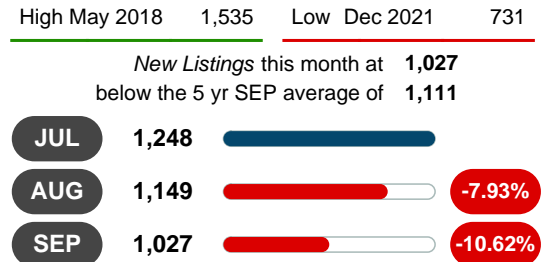 High May 2018 1,535 Low Dec 2021 731
New Listings this month at 1,027
below the 5 yr SEP average of 1,111
JUL 1,248
AUG 1,149 -7.93%
SEP 1,027 -10.62%